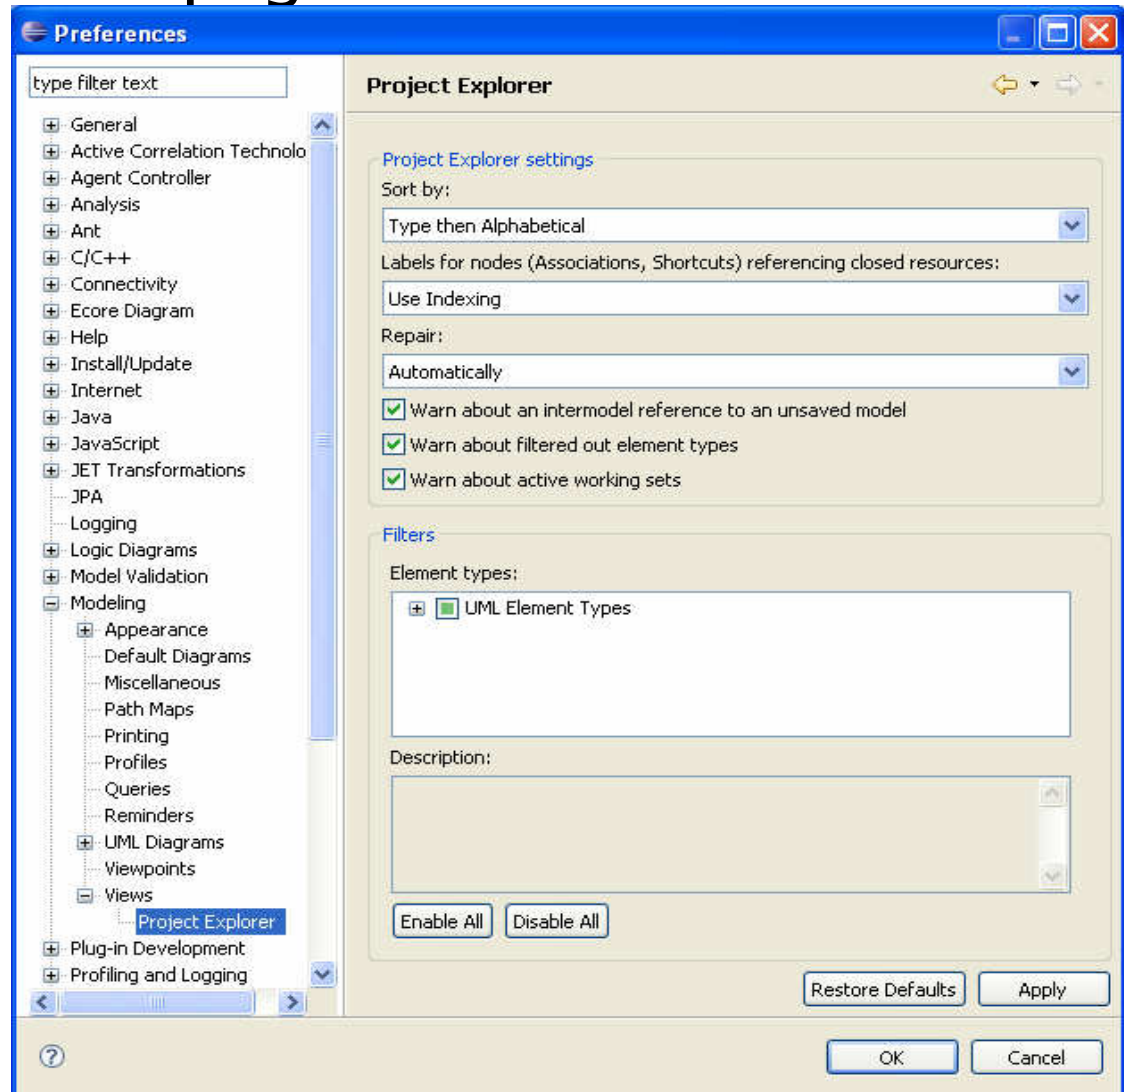 Preferences
type filter text
Project Explorer
General
Active Correlation Technolo
Agent Controller
Analysis
Ant
C/C++
Connectivity
Ecore Diagram
Help
Install/Update
Internet
Java
JavaScript
JET Transformations
JPA
Logging
Logic Diagrams
Model Validation
Modeling
Appearance
Default Diagrams
Miscellaneous
Path Maps
Printing
Profiles
Queries
Reminders
UML Diagrams
Viewpoints
Views
Project Explorer
Plug-in Development
Profiling and Logging
Project Explorer settings
Sort by:
Type then Alphabetical
Labels for nodes (Associations, Shortcuts) referencing closed resources:
Use Indexing
Repair:
Automatically
Warn about an intermodel reference to an unsaved model
Warn about filtered out element types
Warn about active working sets
Filters
Element types:
UML Element Types
Description:
Enable All Disable All
Restore Defaults Apply
OK Cancel